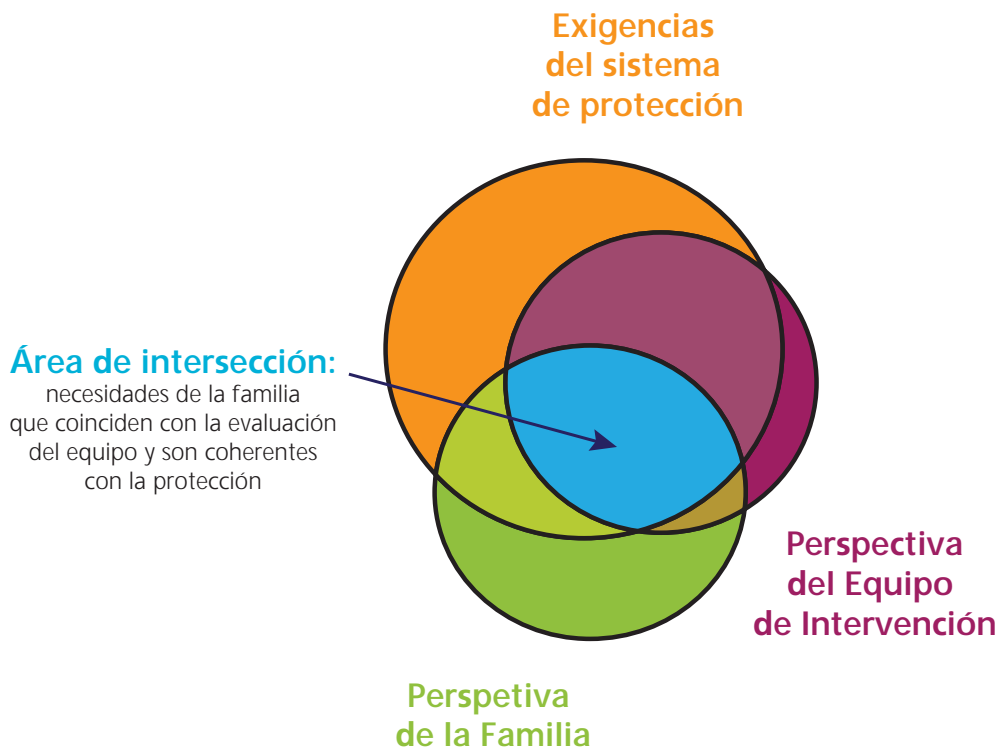 Exigencias
del sistema
de protección
Área de intersección:
necesidades de la familia
que coinciden con la evaluación
del equipo y son coherentes
con la protección
Perspectiva
del Equipo
de Intervención
Perspetiva
de la Familia